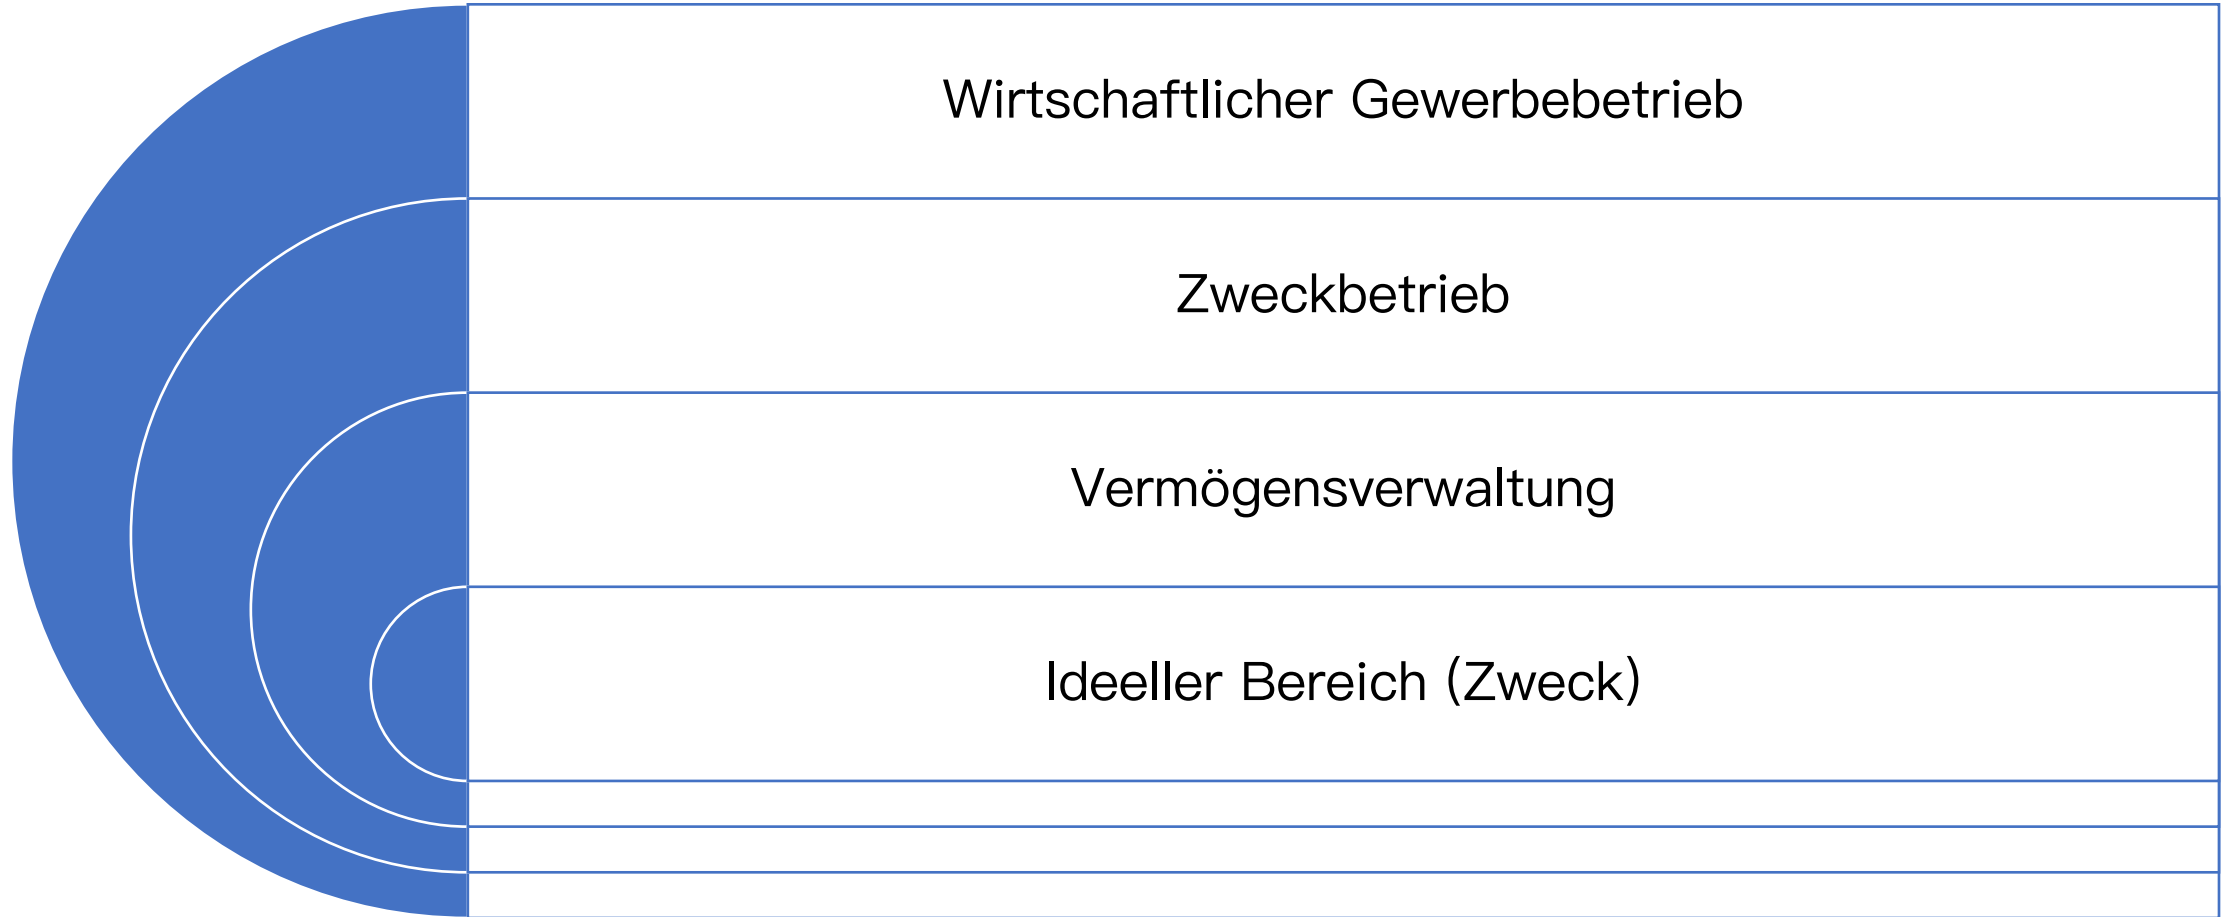 Wirtschaftlicher Gewerbebetrieb
Zweckbetrieb
Vermögensverwaltung
Ideeller Bereich (Zweck)